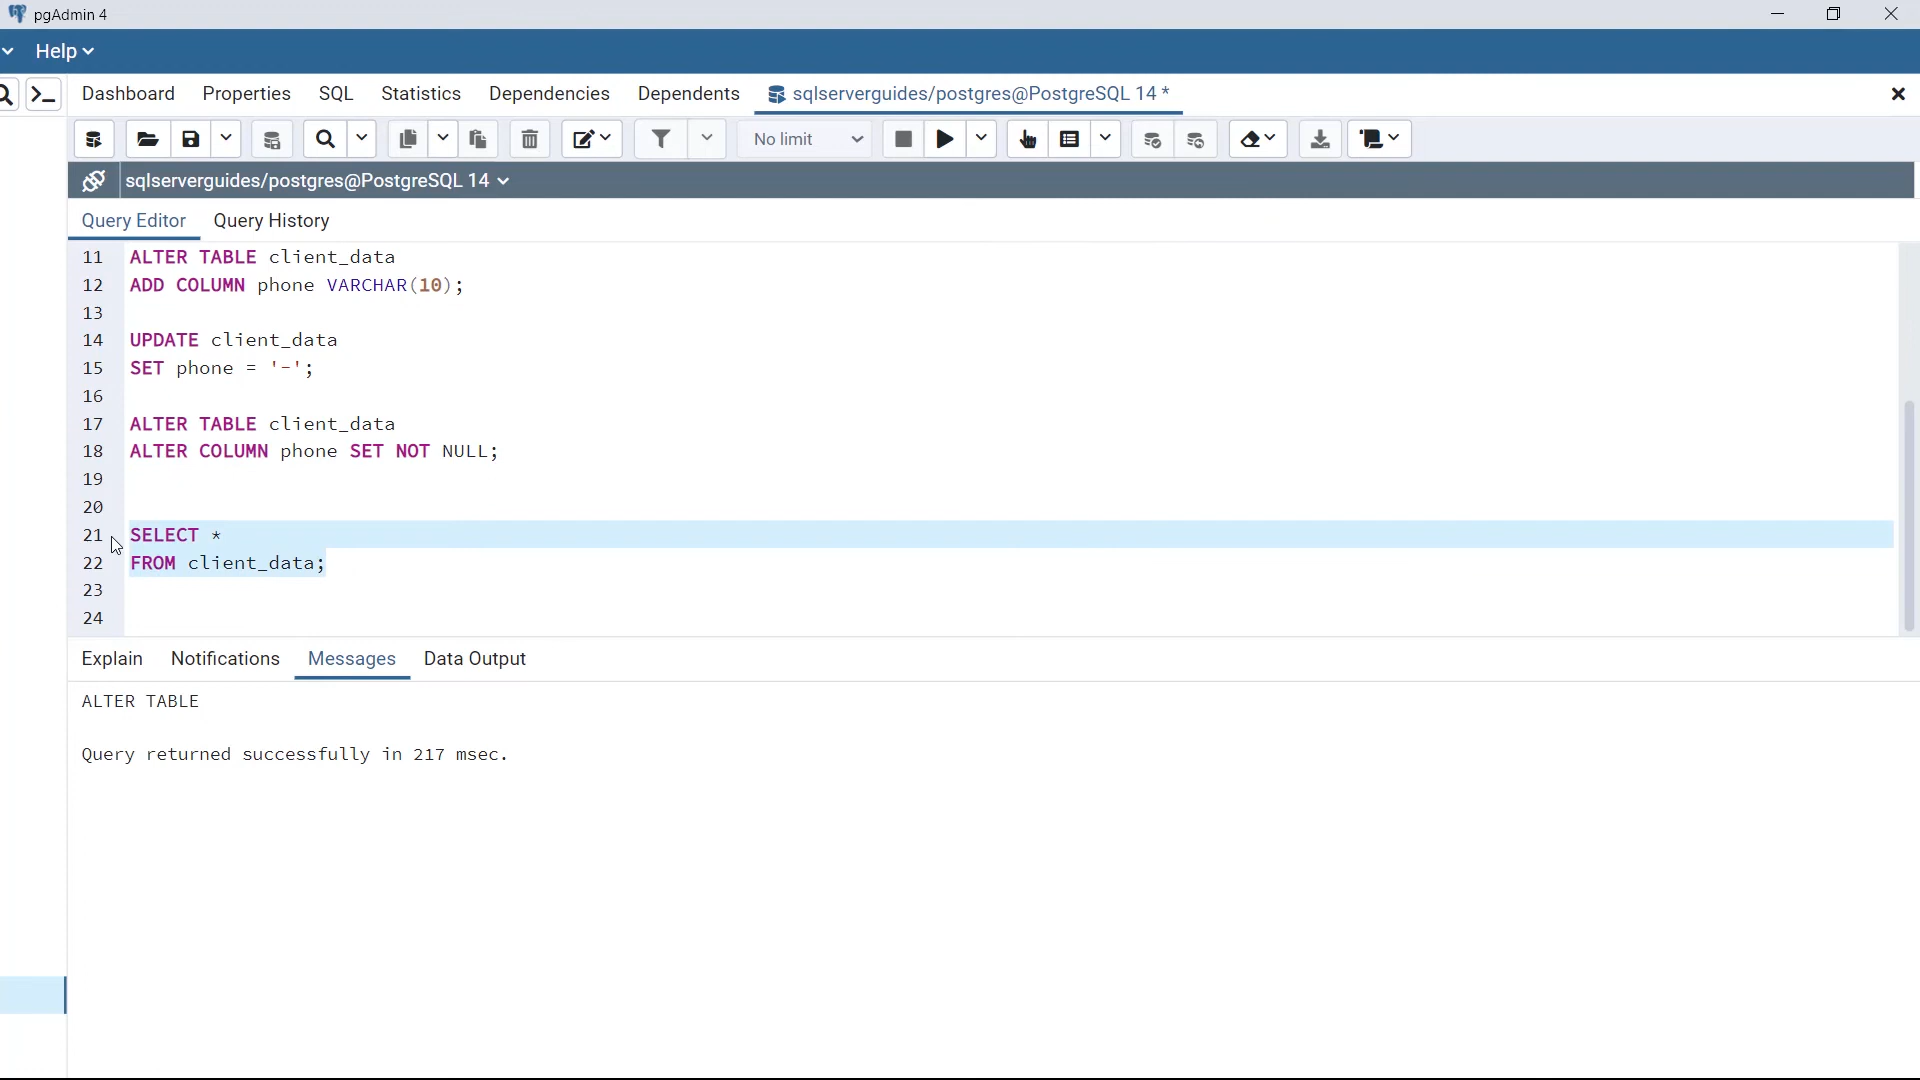 pgAdmin 4
Help
Dashboard Properties SQL Statistics Dependencies Dependents sqlserverguides/postgres@PostgreSQL 14 *
No limit
sqlserverguides/postgres@PostgreSQL 14
Query Editor Query History
11 ALTER TABLE client_data
12 ADD COLUMN phone VARCHAR(10);
13
14 UPDATE client_data
15 SET phone = '-';
16
17 ALTER TABLE client_data
18 ALTER COLUMN phone SET NOT NULL;
19
20
21 SELECT *
22 FROM client_data;
23
24
Explain Notifications Messages Data Output
ALTER TABLE
Query returned successfully in 217 msec.